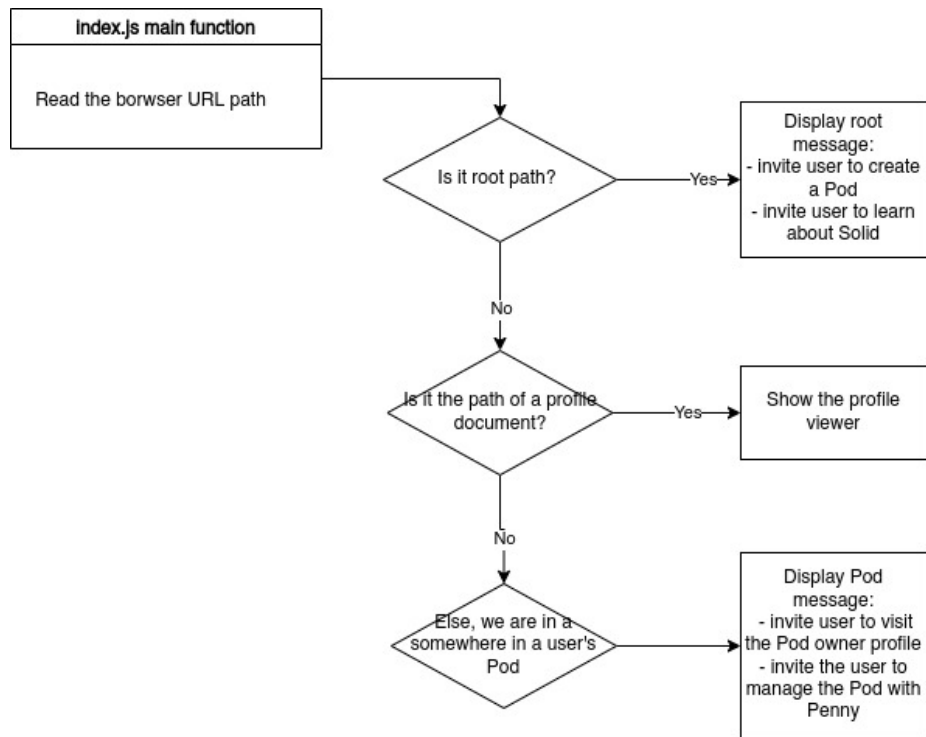 index.js main function
Read the borwser URL path
Is it root path?
Yes
Display root
message:
- invite user to create
a Pod
- invite user to learn
about Solid
No
Is it the path of a profile
document?
Yes
Show the profile
viewer
No
Else, we are in a
somewhere in a user's
Pod
Display Pod
message:
- invite user to visit
the Pod owner profile
- invite the user to
manage the Pod with
Penny